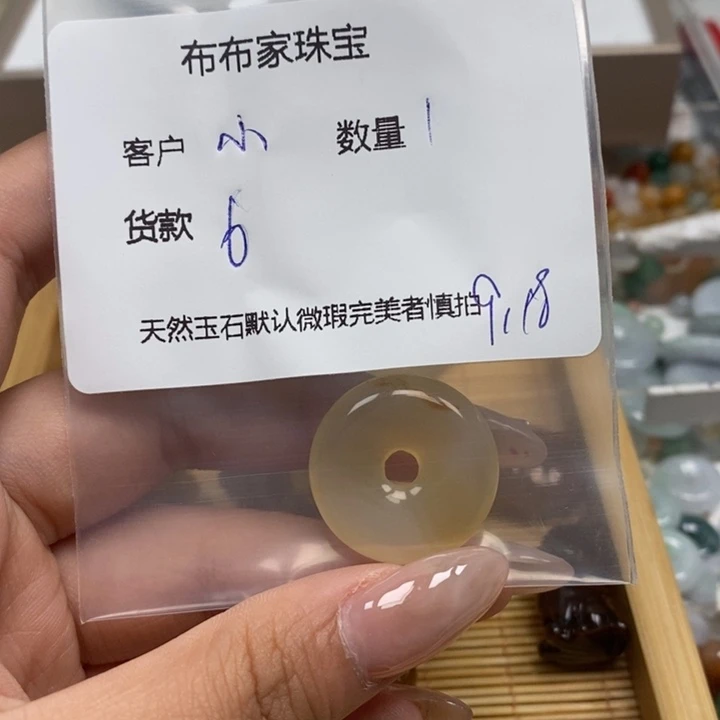 布布家珠宝
客户 小 数量 1
货款 6
天然玉石默认微瑕完美者慎拍 9.18